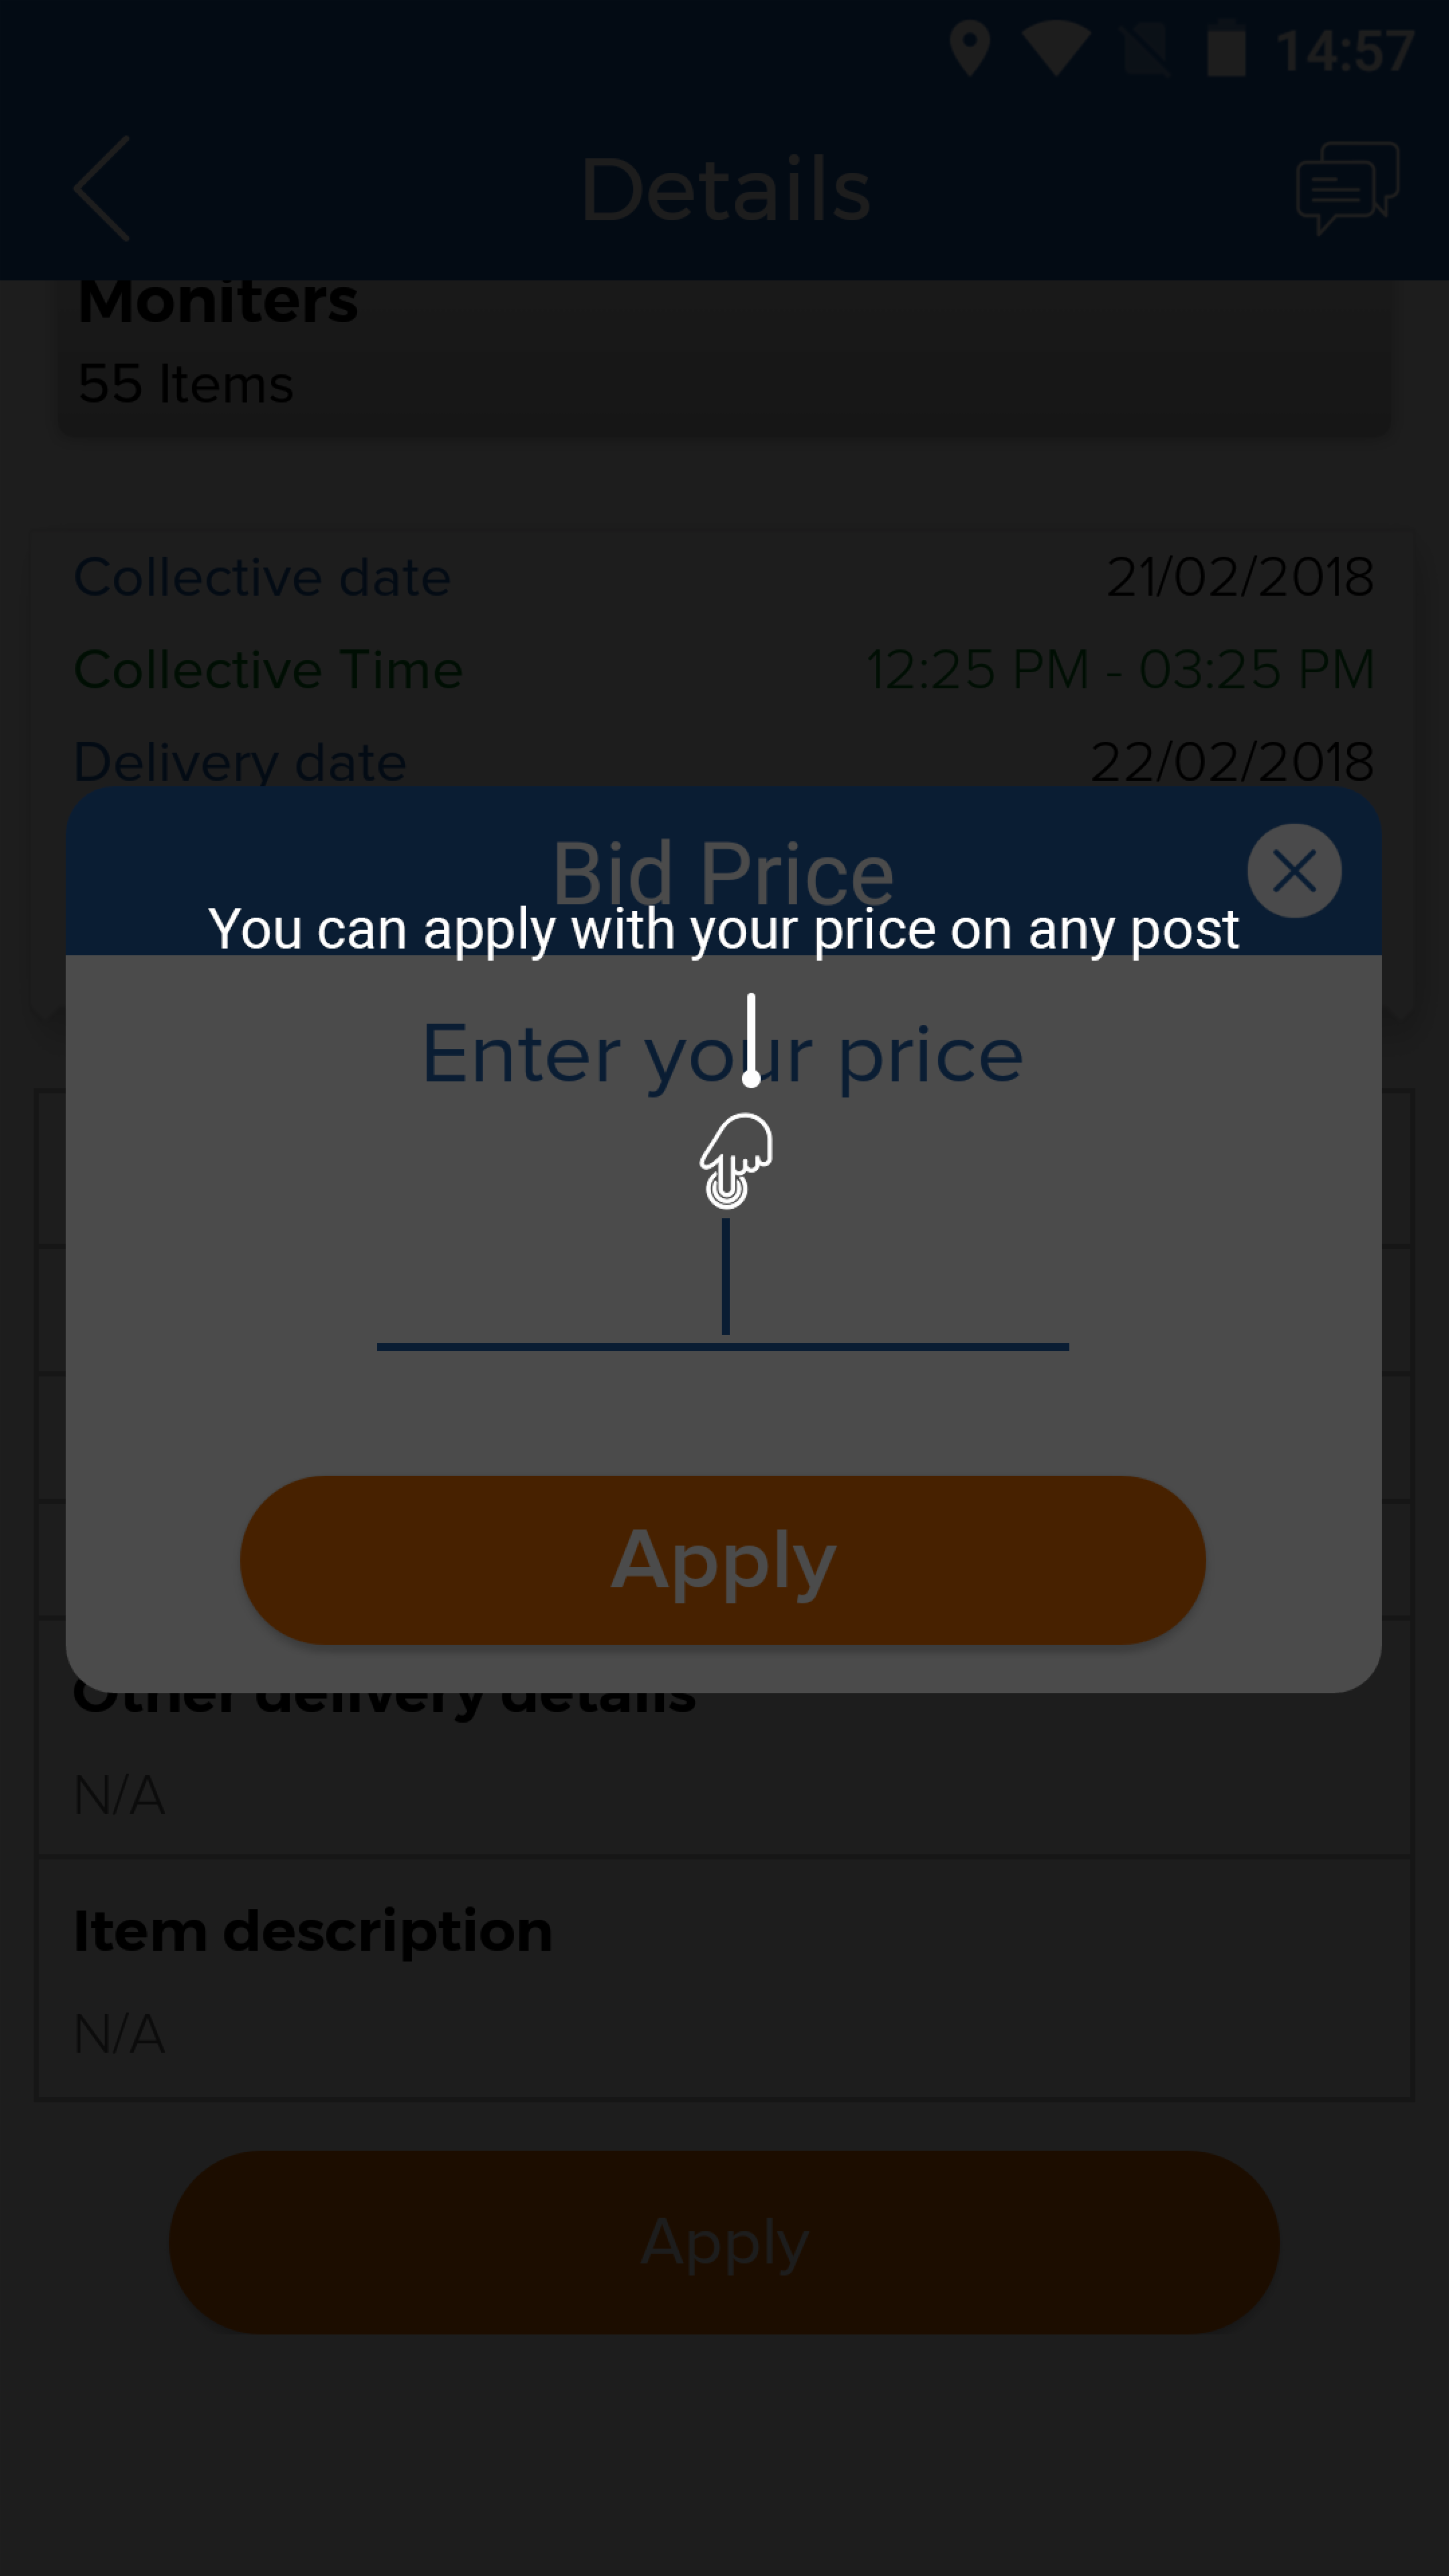 14:57
Details
Moniters
55 Items
Collective date 21/02/2018
Collective Time 12:25 PM - 03:25 PM
Delivery date 22/02/2018
Bid Price
You can apply with your price on any post
Enter your price
Apply
Other delivery details
N/A
Item description
N/A
Apply